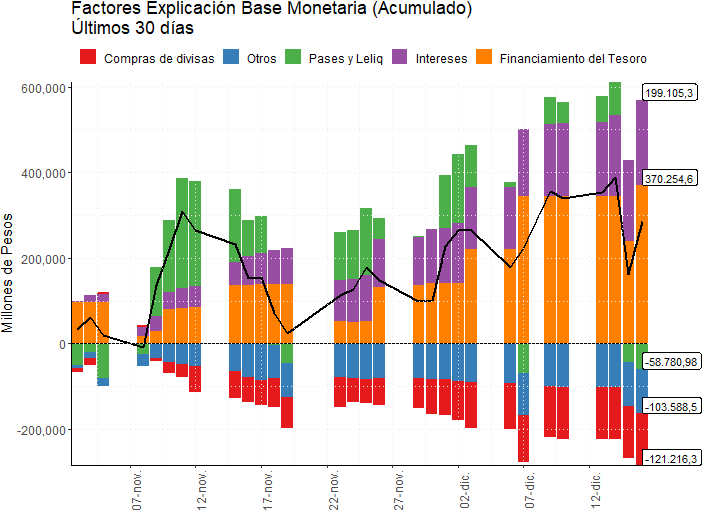 Factores Explicación Base Monetaria (Acumulado)
Últimos 30 días
Compras de divisas Otros Pases y Leliq Intereses Financiamiento del Tesoro
Millones de Pesos
600,000
400,000
200,000
0
-200,000
199.105,3
370.254,6
-58.780,98
-103.588,5
-121.216,3
07-nov.
12-nov.
17-nov.
22-nov.
27-nov.
02-dic.
07-dic.
12-dic.